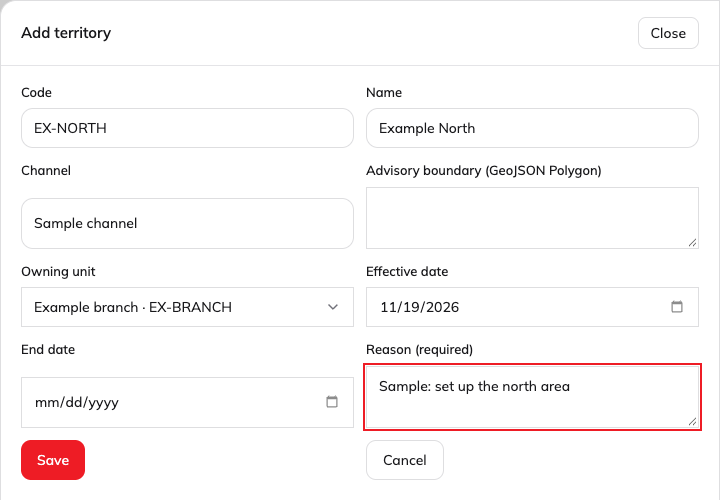 Add territory
Close
Code
Name
EX-NORTH
Example North
Channel
Advisory boundary (GeoJSON Polygon)
Sample channel
Owning unit
Effective date
Example branch · EX-BRANCH
11/19/2026
End date
Reason (required)
mm/dd/yyyy
Sample: set up the north area
Save
Cancel